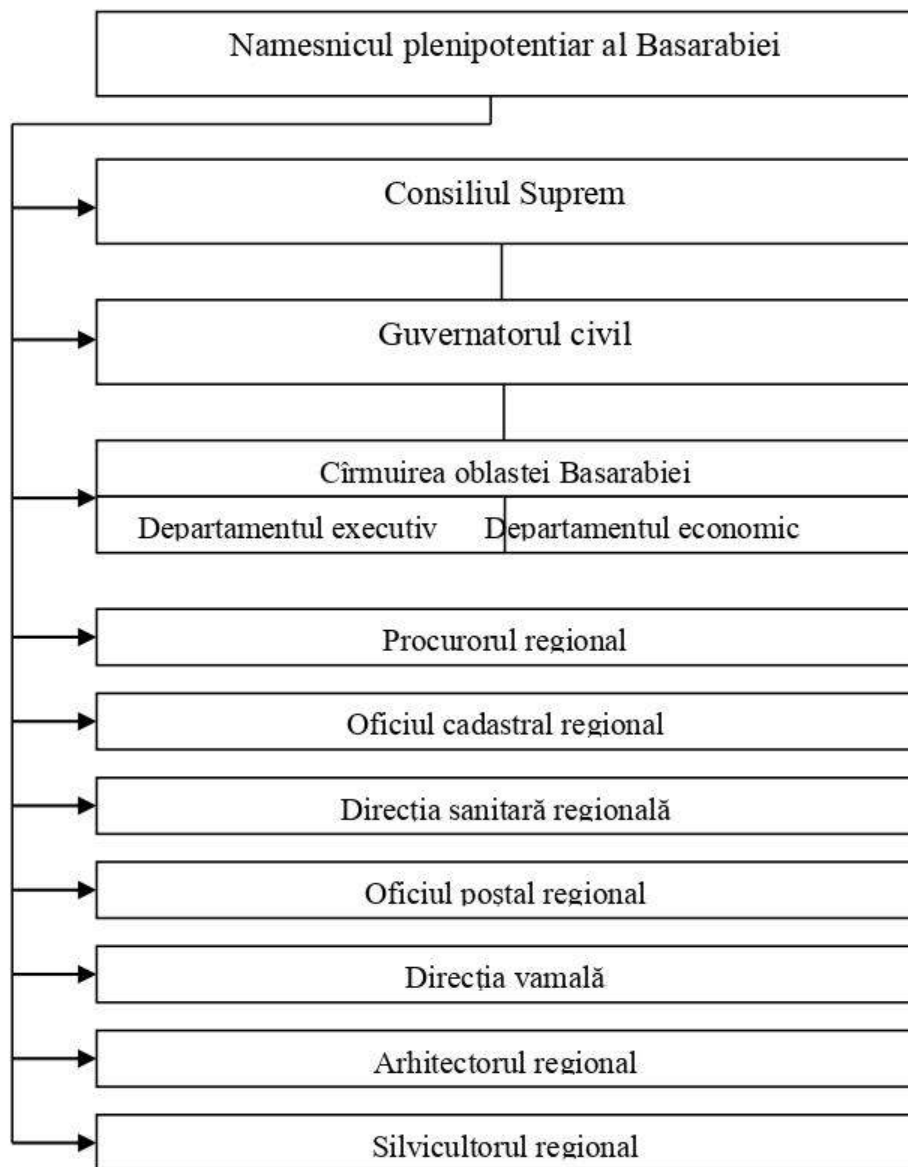 Namesnicul plenipotentiar al Basarabiei
Consiliul Suprem
Guvernatorul civil
Cîrmuirea oblastei Basarabiei
Departamentul executiv Departamentul economic
Procurorul regional
Oficiul cadastral regional
Direcția sanitară regională
Oficiul poștal regional
Direcția vamală
Arhitectorul regional
Silvicultorul regional